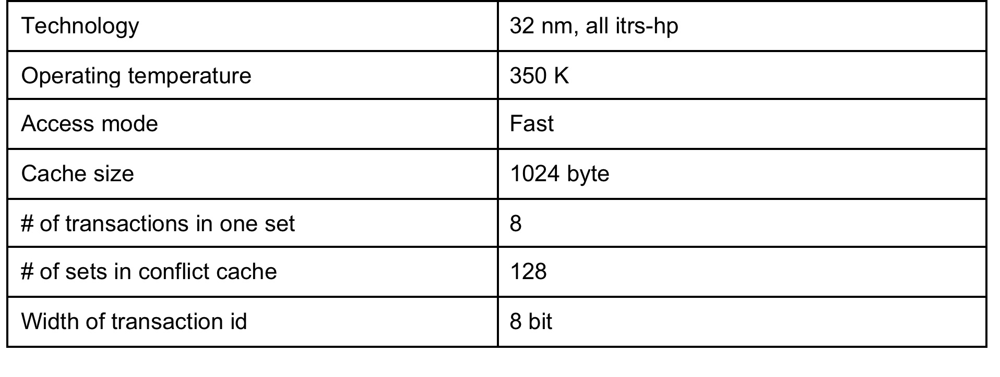 Technology 32 nm, all itrs-hp
Operating temperature 350 K
Access mode Fast
Cache size 1024 byte
# of transactions in one set 8
# of sets in conflict cache 128
Width of transaction id 8 bit